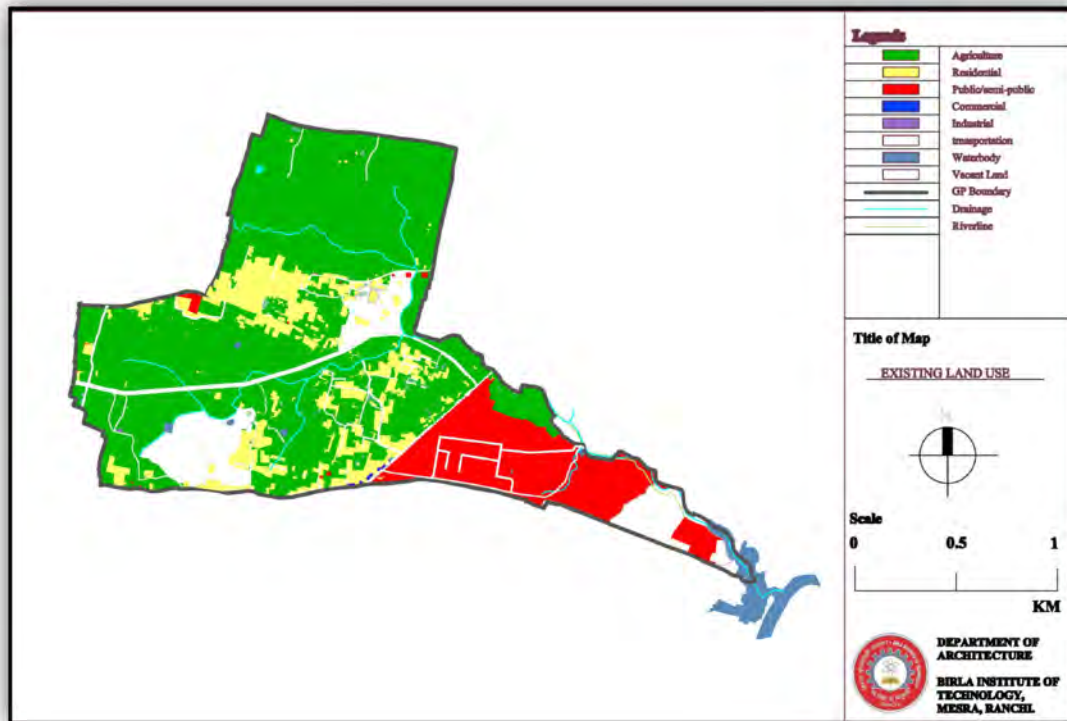 Legends
Agriculture
Residential
Public/semi-public
Commercial
Industrial
transportation
Waterbody
Vacant Land
GP Boundary
Drainage
Riverline
Title of Map
EXISTING LAND USE
Scale
0 0.5 1
KM
DEPARTMENT OF
ARCHITECTURE
BIRLA INSTITUTE OF
TECHNOLOGY,
MESRA, RANCHI.